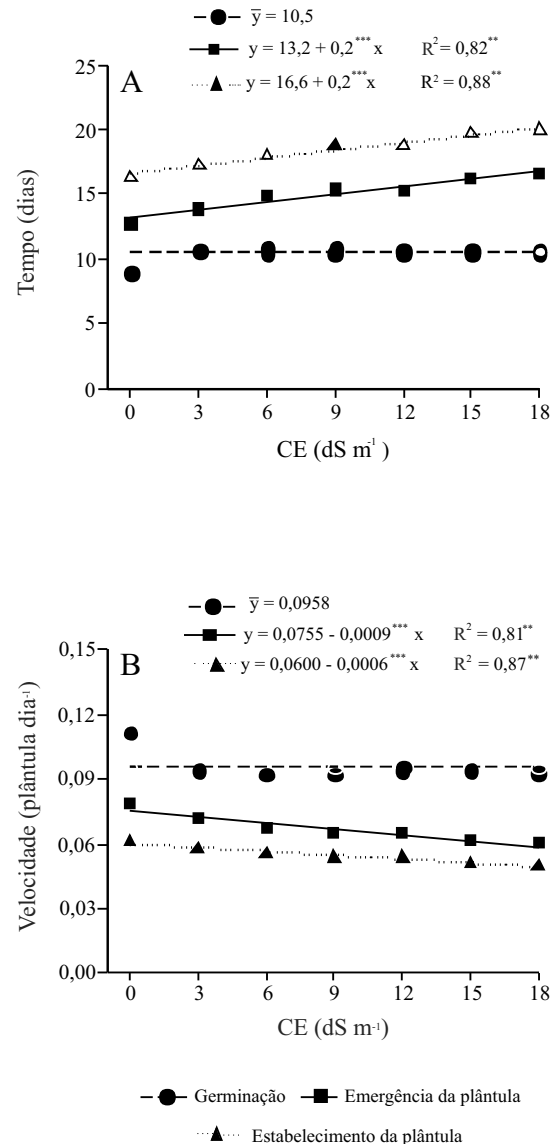 y = 10,5
y = 13,2 + 0,2*** x R² = 0,82**
y = 16,6 + 0,2*** x R² = 0,88**
A
Tempo (dias)
25
20
15
10
5
0
0 3 6 9 12 15 18
CE (dS m-1 )
y = 0,0958
y = 0,0755 - 0,0009*** x R² = 0,81**
y = 0,0600 - 0,0006*** x R² = 0,87**
B
Velocidade (plântula dia-1)
0,15
0,12
0,09
0,06
0,03
0,00
0 3 6 9 12 15 18
CE (dS m-1)
Germinação Emergência da plântula
Estabelecimento da plântula